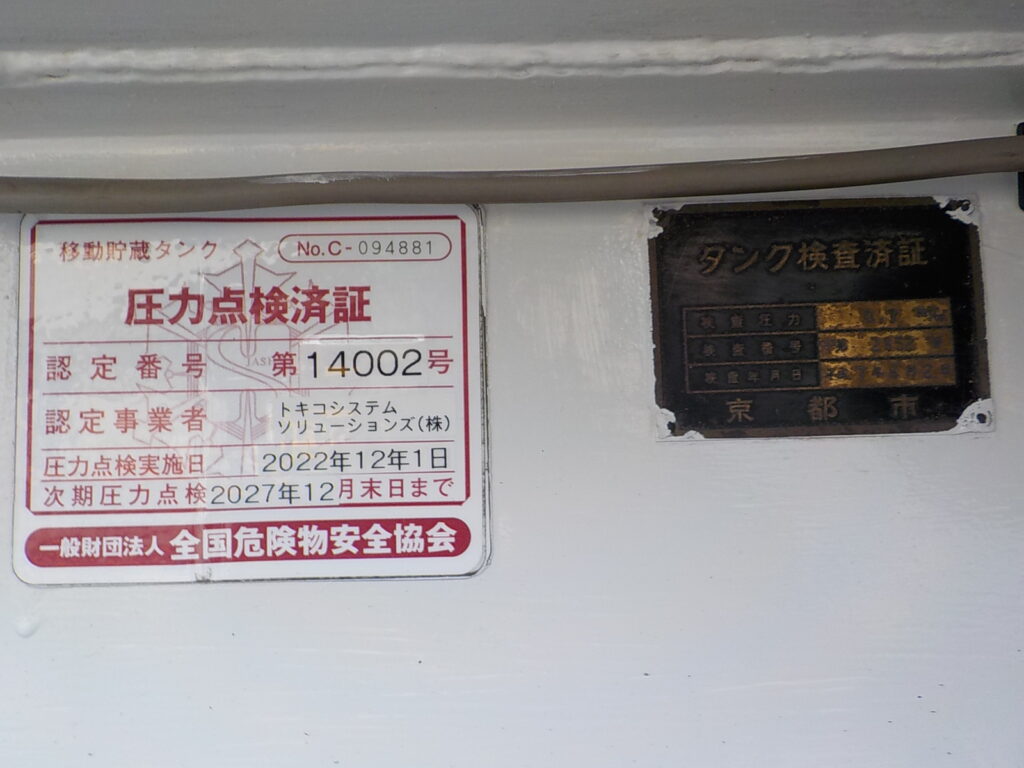 移動貯蔵タンク No.C-094881
圧力点検済証
認定番号 第14002号
認定事業者 トキコシステム
ソリューションズ(株)
圧力点検実施日 2022年12年1日
次期圧力点検 2027年12月末日まで
一般財団法人 全国危険物安全協会
タンク検査済証
検査圧力
検査番号
検査年月日
京都市